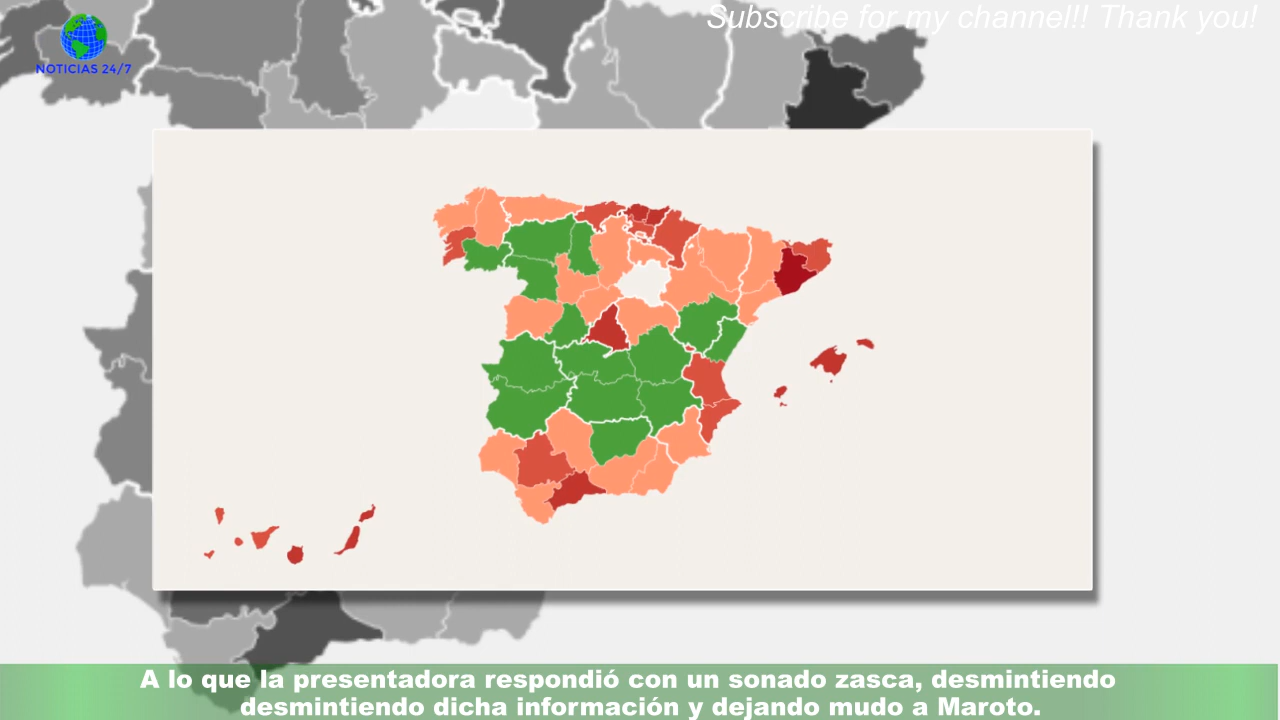 Subscribe for my channel!! Thank you!
NOTICIAS 24/7
A lo que la presentadora respondió con un sonado zasca, desmintiendo
desmintiendo dicha información y dejando mudo a Maroto.